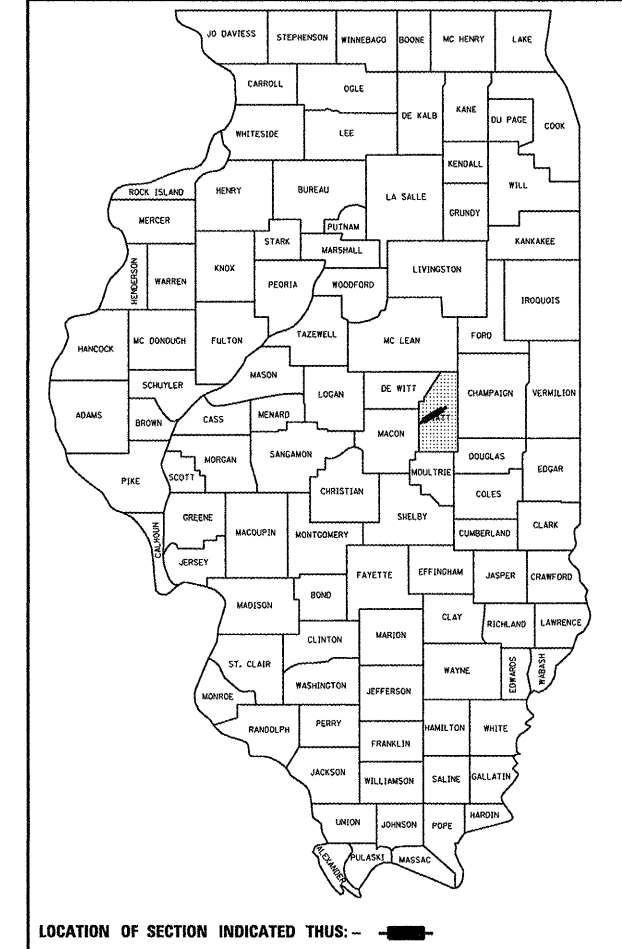 JO DAVIESS STEPHENSON WINNEBAGO BOONE MC HENRY LAKE
CARROLL OGLE DE KALB KANE DU PAGE COOK
WHITESIDE LEE KENDALL WILL
ROCK ISLAND HENRY BUREAU LA SALLE GRUNDY
MERCER PUTNAM KANKAKEE
HENDERSON WARREN KNOX STARK MARSHALL LIVINGSTON
PEORIA WOODFORD IROQUOIS
HANCOCK MC DONOUGH FULTON TAZEWELL MC LEAN FORD
SCHUYLER MASON LOGAN DE WITT CHAMPAIGN VERMILION
ADAMS BROWN CASS MENARD MACON
PIKE SCOTT MORGAN SANGAMON MOULTRIE DOUGLAS EDGAR
CHRISTIAN COLES
CALHOUN GREENE MACOUPIN MONTGOMERY SHELBY CUMBERLAND CLARK
JERSEY FAYETTE EFFINGHAM JASPER CRAWFORD
MADISON BOND
CLINTON MARION CLAY RICHLAND LAWRENCE
ST. CLAIR WASHINGTON JEFFERSON WAYNE EDWARDS WABASH
MONROE
RANDOLPH PERRY FRANKLIN HAMILTON WHITE
JACKSON WILLIAMSON SALINE GALLATIN
UNION JOHNSON POPE HARDIN
ALEXANDER PULASKI MASSAC
LOCATION OF SECTION INDICATED THUS: –